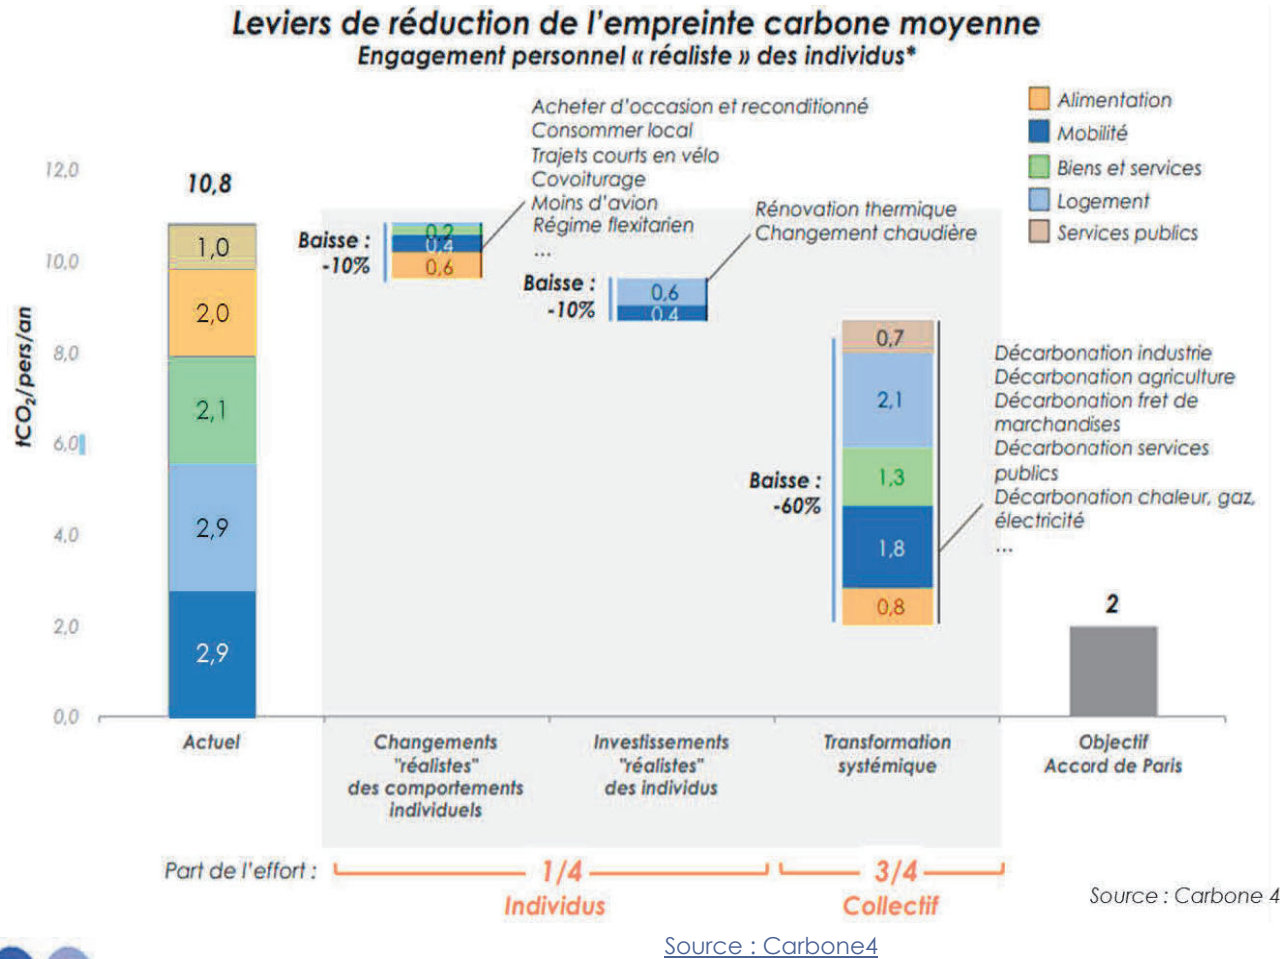 Leviers de réduction de l'empreinte carbone moyenne
Engagement personnel « réaliste » des individus*
Alimentation
Mobilité
Biens et services
Logement
Services publics
Acheter d'occasion et reconditionné
Consommer local
Trajets courts en vélo
Covoiturage
Moins d'avion
Régime flexitarien
...
Rénovation thermique
Changement chaudière
tCO2/pers/an
12,0
10,0
8,0
6,0
4,0
2,0
0,0
10,8
1,0
2,0
2,1
2,9
2,9
Baisse :
-10%
0,2
0,4
0,6
Baisse :
-10%
0,6
0,4
Baisse :
-60%
0,7
2,1
1,3
1,8
0,8
Décarbonation industrie
Décarbonation agriculture
Décarbonation fret de
marchandises
Décarbonation services
publics
Décarbonation chaleur, gaz,
électricité
...
2
Actuel
Changements
"réalistes"
des comportements
individuels
Investissements
"réalistes"
des individus
Transformation
systémique
Objectif
Accord de Paris
Part de l'effort :
1/4
Individus
3/4
Collectif
Source : Carbone 4
Source : Carbone4